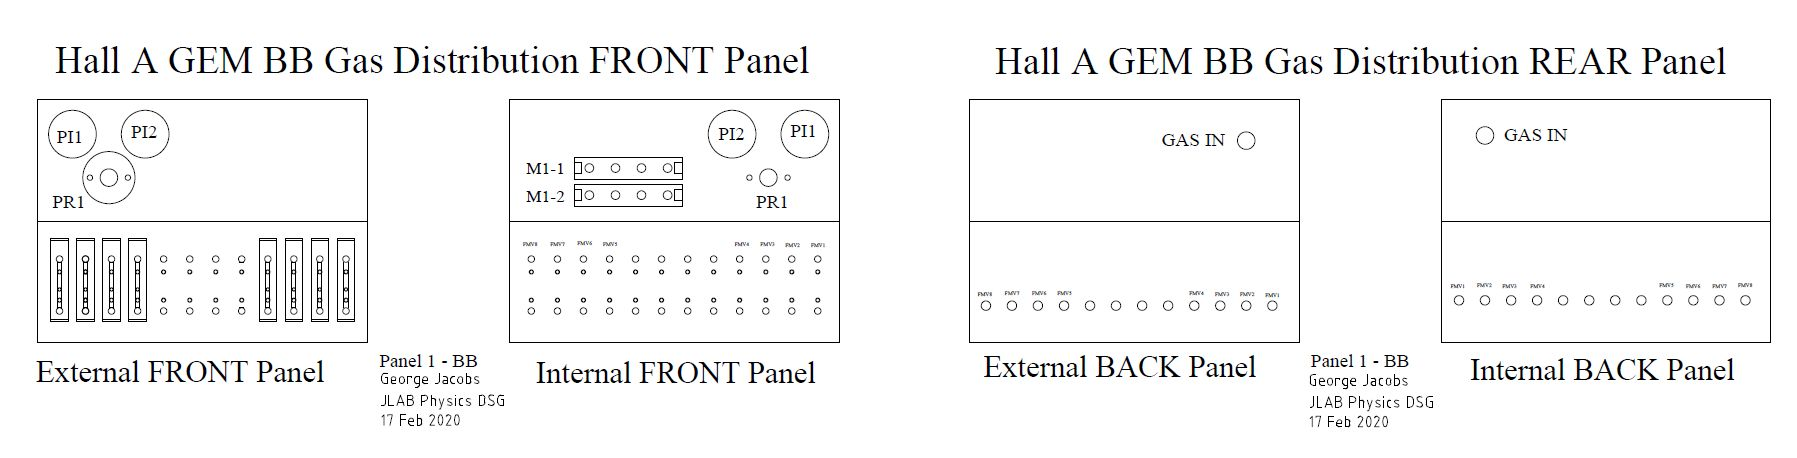 Hall A GEM BB Gas Distribution FRONT Panel
PI1
PI2
PR1
External FRONT Panel
Panel 1 - BB
George Jacobs
JLAB Physics DSG
17 Feb 2020
PI2
PI1
M1-1
M1-2
PR1
FMV8 FMV7 FMV6 FMV5 FMV4 FMV3 FMV2 FMV1
Internal FRONT Panel
Hall A GEM BB Gas Distribution REAR Panel
GAS IN
FMV8 FMV7 FMV6 FMV5 FMV4 FMV3 FMV2 FMV1
External BACK Panel
Panel 1 - BB
George Jacobs
JLAB Physics DSG
17 Feb 2020
GAS IN
FMV1 FMV2 FMV3 FMV4 FMV5 FMV6 FMV7 FMV8
Internal BACK Panel